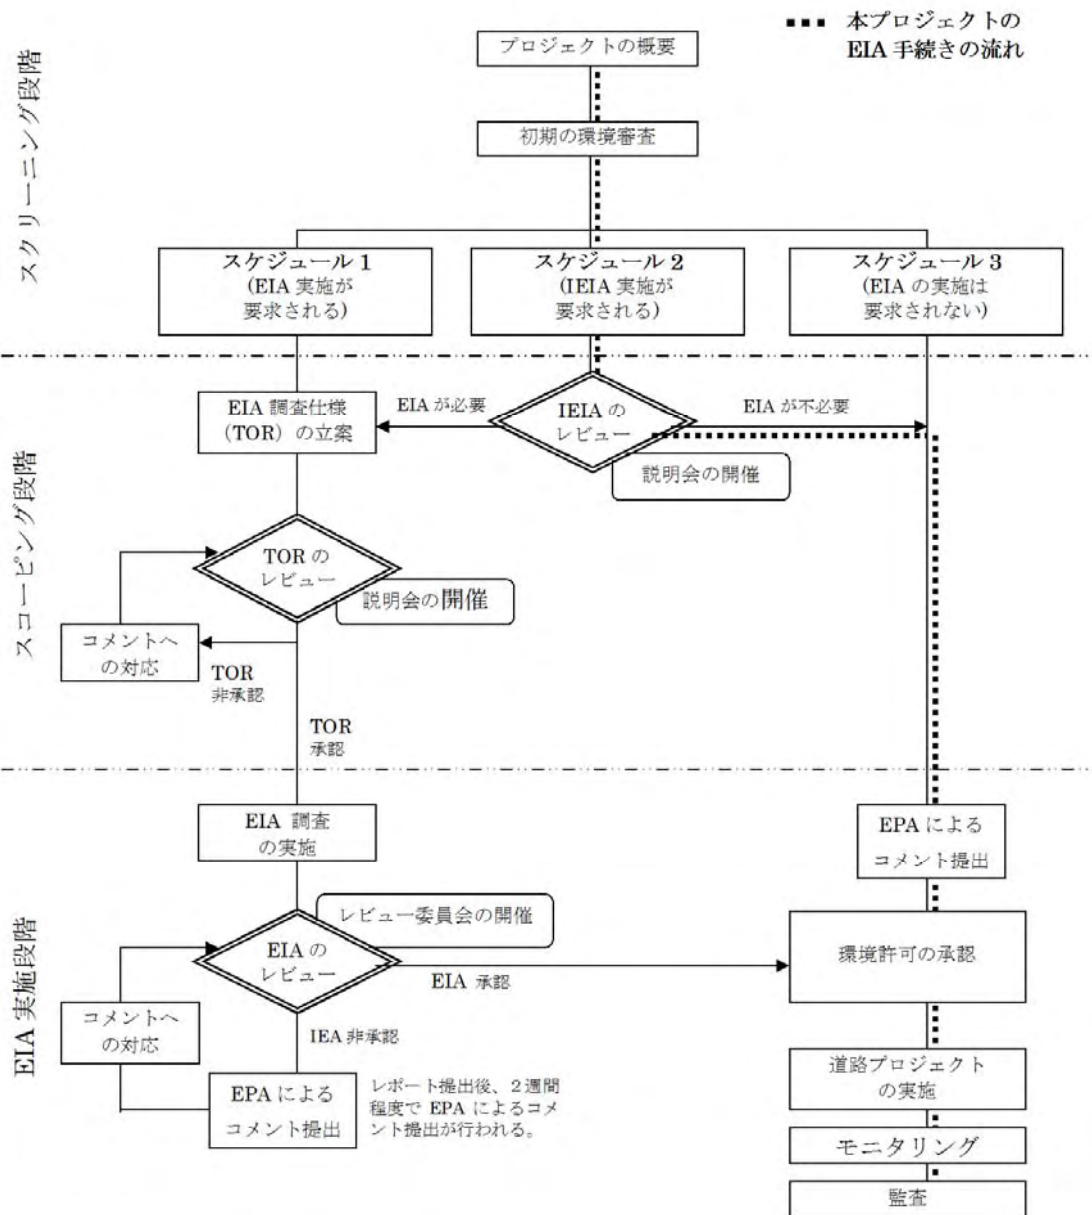 本プロジェクトの
EIA 手続きの流れ
スクリーニング段階
プロジェクトの概要
初期の環境審査
スケジュール 1
(EIA 実施が
要求される)
スケジュール 2
(IEIA 実施が
要求される)
スケジュール 3
(EIA の実施は
要求されない)
スコーピング段階
EIA 調査仕様
(TOR) の立案
EIA が必要
IEIA の
レビュー
EIA が不必要
説明会の開催
TOR の
レビュー
説明会の開催
コメントへ
の対応
TOR
非承認
TOR
承認
EIA 実施段階
EIA 調査
の実施
EPA による
コメント提出
レビュー委員会の開催
EIA の
レビュー
EIA 承認
環境許可の承認
コメントへ
の対応
IEA 非承認
EPA による
コメント提出
レポート提出後、2 週間
程度で EPA によるコメ
ント提出が行われる。
道路プロジェクト
の実施
モニタリング
監査